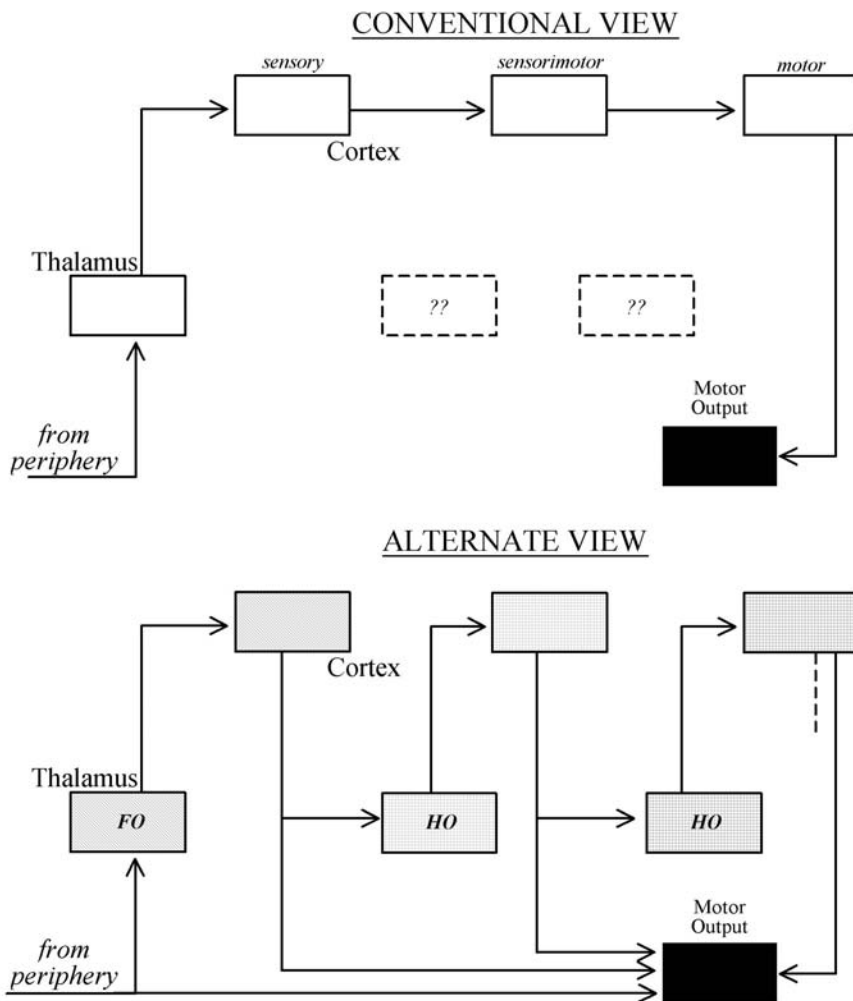 CONVENTIONAL VIEW
sensory
sensorimotor
motor
Cortex
Thalamus
??
??
Motor
Output
from
periphery
ALTERNATE VIEW
Cortex
Thalamus
FO
HO
HO
Motor
Output
from
periphery